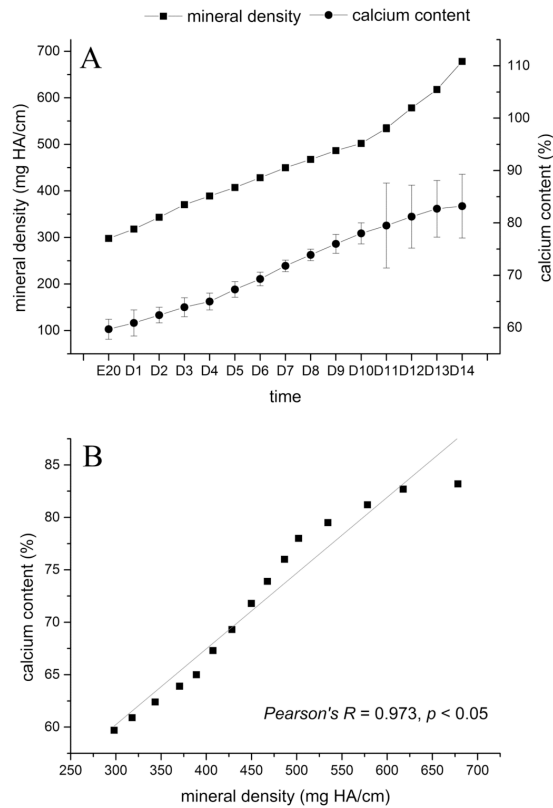 mineral density calcium content
A
700
600
500
400
300
200
100
mineral density (mg HA/cm)
110
100
90
80
70
60
calcium content (%)
E20 D1 D2 D3 D4 D5 D6 D7 D8 D9 D10 D11 D12 D13 D14
time
B
85
80
75
70
65
60
calcium content (%)
Pearson's R = 0.973, p < 0.05
250 300 350 400 450 500 550 600 650 700
mineral density (mg HA/cm)